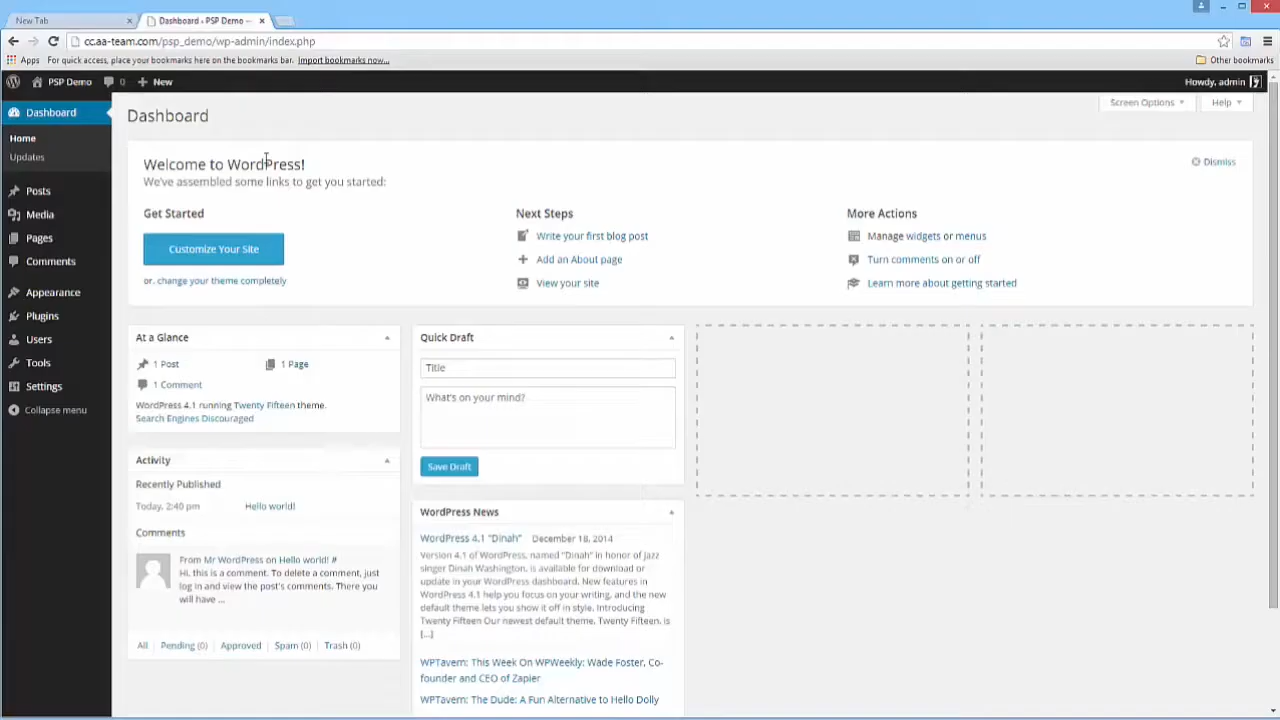 New Tab
Dashboard ‹ PSP Demo —
cc.aa-team.com/psp_demo/wp-admin/index.php
Apps For quick access, place your bookmarks here on the bookmarks bar. Import bookmarks now... Other bookmarks
PSP Demo 0 + New Howdy, admin
Dashboard
Home
Updates
Posts
Media
Pages
Comments
Appearance
Plugins
Users
Tools
Settings
Collapse menu
Dashboard
Screen Options Help
Welcome to WordPress!
We've assembled some links to get you started:
Dismiss
Get Started
Customize Your Site
or, change your theme completely
Next Steps
Write your first blog post
Add an About page
View your site
More Actions
Manage widgets or menus
Turn comments on or off
Learn more about getting started
At a Glance
1 Post 1 Page
1 Comment
WordPress 4.1 running Twenty Fifteen theme.
Search Engines Discouraged
Activity
Recently Published
Today, 2:40 pm Hello world!
Comments
From Mr WordPress on Hello world! #
Hi, this is a comment. To delete a comment, just
log in and view the post's comments. There you
will have ...
All | Pending (0) | Approved | Spam (0) | Trash (0)
Quick Draft
Title
What's on your mind?
Save Draft
WordPress News
WordPress 4.1 "Dinah" December 18, 2014
Version 4.1 of WordPress, named "Dinah" in honor of jazz
singer Dinah Washington, is available for download or
update in your WordPress dashboard. New features in
WordPress 4.1 help you focus on your writing, and the new
default theme lets you show it off in style. Introducing
Twenty Fifteen Our newest default theme, Twenty Fifteen, is
[...]
WPTavern: This Week On WPWeekly: Wade Foster, Co-
founder and CEO of Zapier
WPTavern: The Dude: A Fun Alternative to Hello Dolly